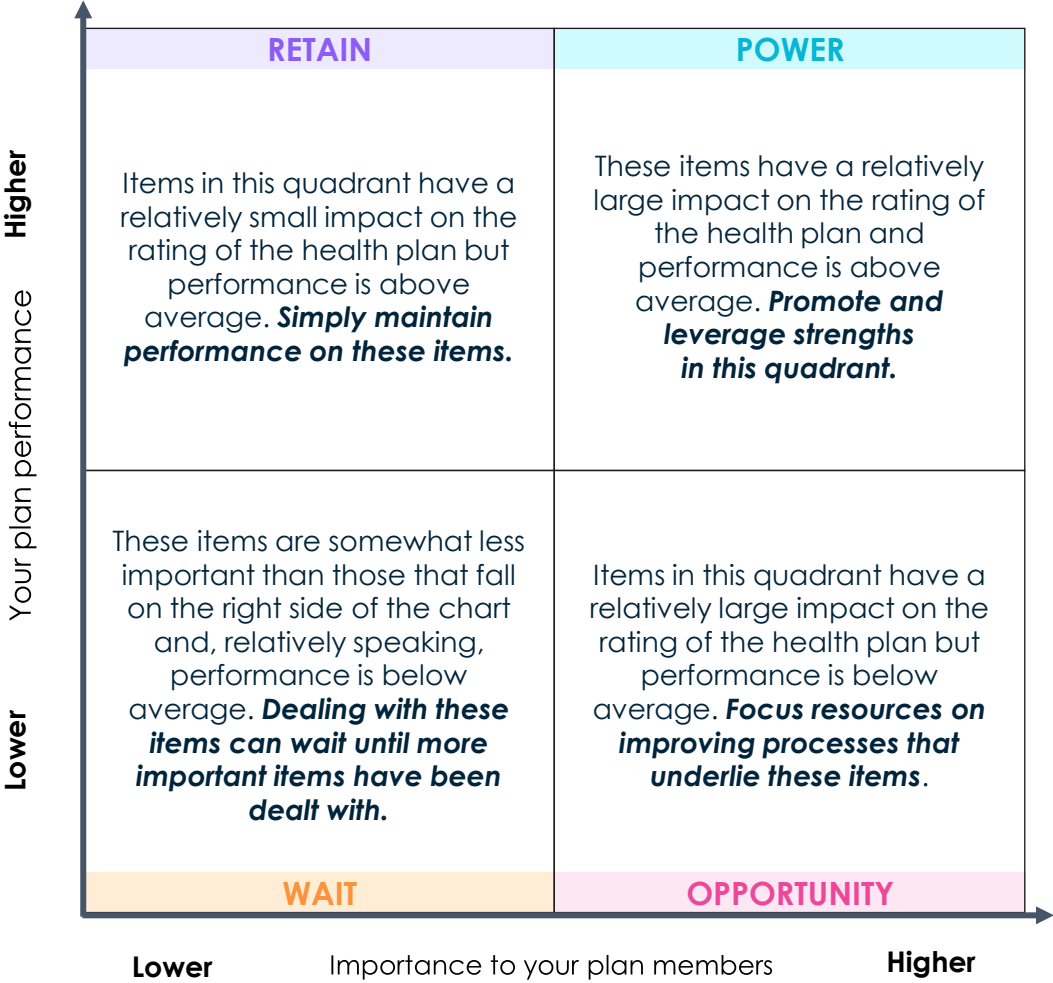 RETAIN
Items in this quadrant have a
relatively small impact on the
rating of the health plan but
performance is above
average. Simply maintain
performance on these items.
POWER
These items have a relatively
large impact on the rating of
the health plan and
performance is above
average. Promote and
leverage strengths
in this quadrant.
These items are somewhat less
important than those that fall
on the right side of the chart
and, relatively speaking,
performance is below
average. Dealing with these
items can wait until more
important items have been
dealt with.
WAIT
Items in this quadrant have a
relatively large impact on the
rating of the health plan but
performance is below
average. Focus resources on
improving processes that
underlie these items.
OPPORTUNITY
Higher
Your plan performance
Lower
Lower
Importance to your plan members
Higher